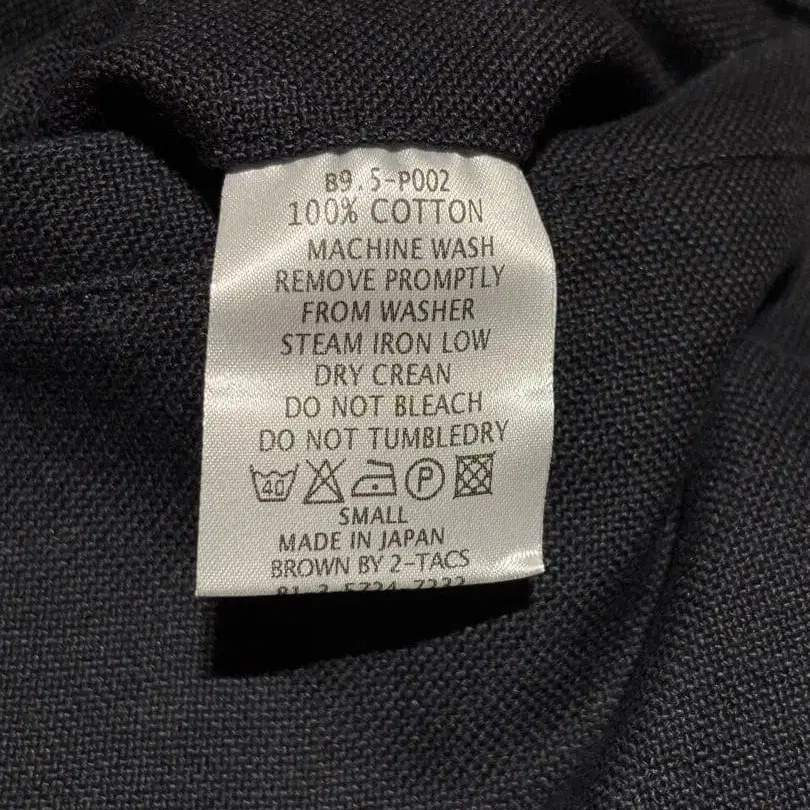 B9.5-P002
100% COTTON
MACHINE WASH
REMOVE PROMPTLY
FROM WASHER
STEAM IRON LOW
DRY CREAN
DO NOT BLEACH
DO NOT TUMBLEDRY
40 P
SMALL
MADE IN JAPAN
BROWN BY 2-TACS